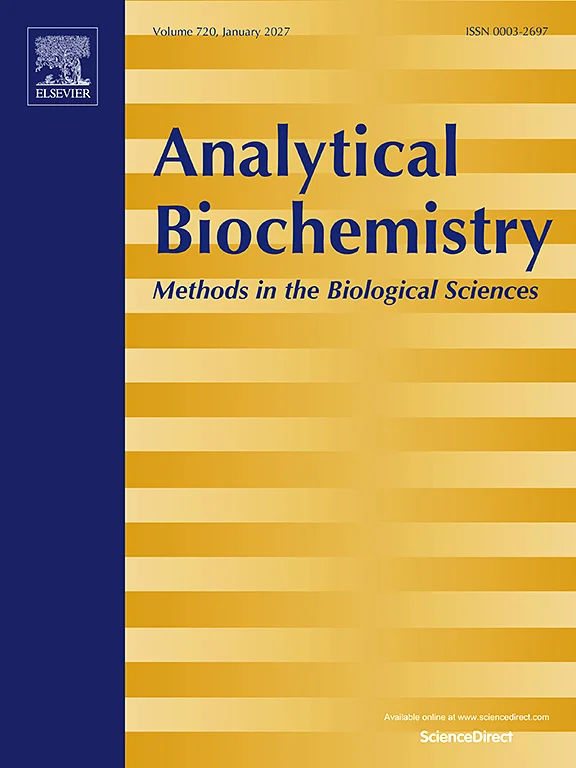 Volume 720, January 2027
ISSN 0003-2697
ELSEVIER
Analytical
Biochemistry
Methods in the Biological Sciences
Available online at www.sciencedirect.com
ScienceDirect